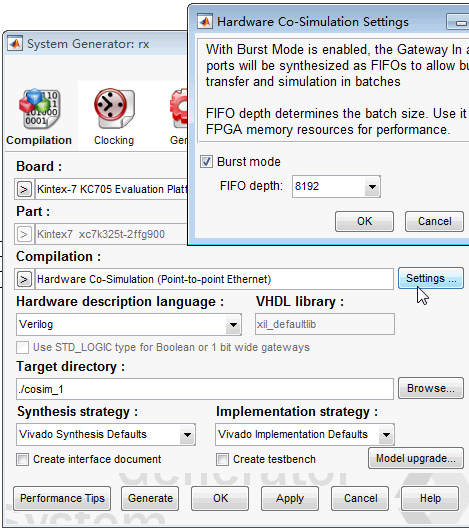 Hardware Co-Simulation Settings
With Burst Mode is enabled, the Gateway In a
ports will be synthesized as FIFOs to allow bu
transfer and simulation in batches
FIFO depth determines the batch size. Use it
FPGA memory resources for performance.
Burst mode
FIFO depth: 8192
OK Cancel
System Generator: rx
Compilation Clocking Gen
Board :
> Kintex-7 KC705 Evaluation Platf
Part :
> Kintex7 xc7k325t-2ffg900
Compilation :
> Hardware Co-Simulation (Point-to-point Ethernet) Settings ...
Hardware description language : VHDL library :
Verilog xil_defaultlib
Use STD_LOGIC type for Boolean or 1 bit wide gateways
Target directory :
./cosim_1 Browse...
Synthesis strategy : Implementation strategy :
Vivado Synthesis Defaults Vivado Implementation Defaults
Create interface document Create testbench Model upgrade...
Performance Tips Generate OK Apply Cancel Help